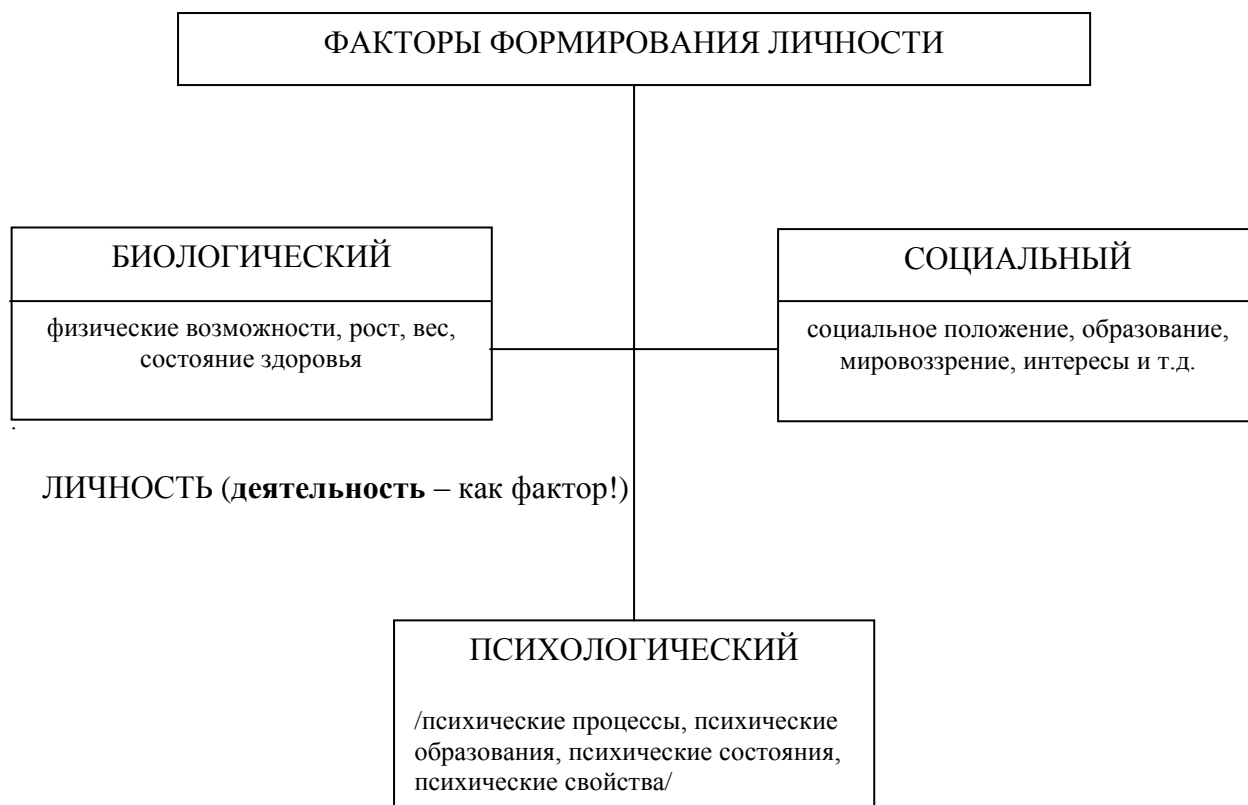 ФАКТОРЫ ФОРМИРОВАНИЯ ЛИЧНОСТИ
БИОЛОГИЧЕСКИЙ
физические возможности, рост, вес,
состояние здоровья
СОЦИАЛЬНЫЙ
социальное положение, образование,
мировоззрение, интересы и т.д.
.
ЛИЧНОСТЬ (деятельность – как фактор!)
ПСИХОЛОГИЧЕСКИЙ
/психические процессы, психические
образования, психические состояния,
психические свойства/